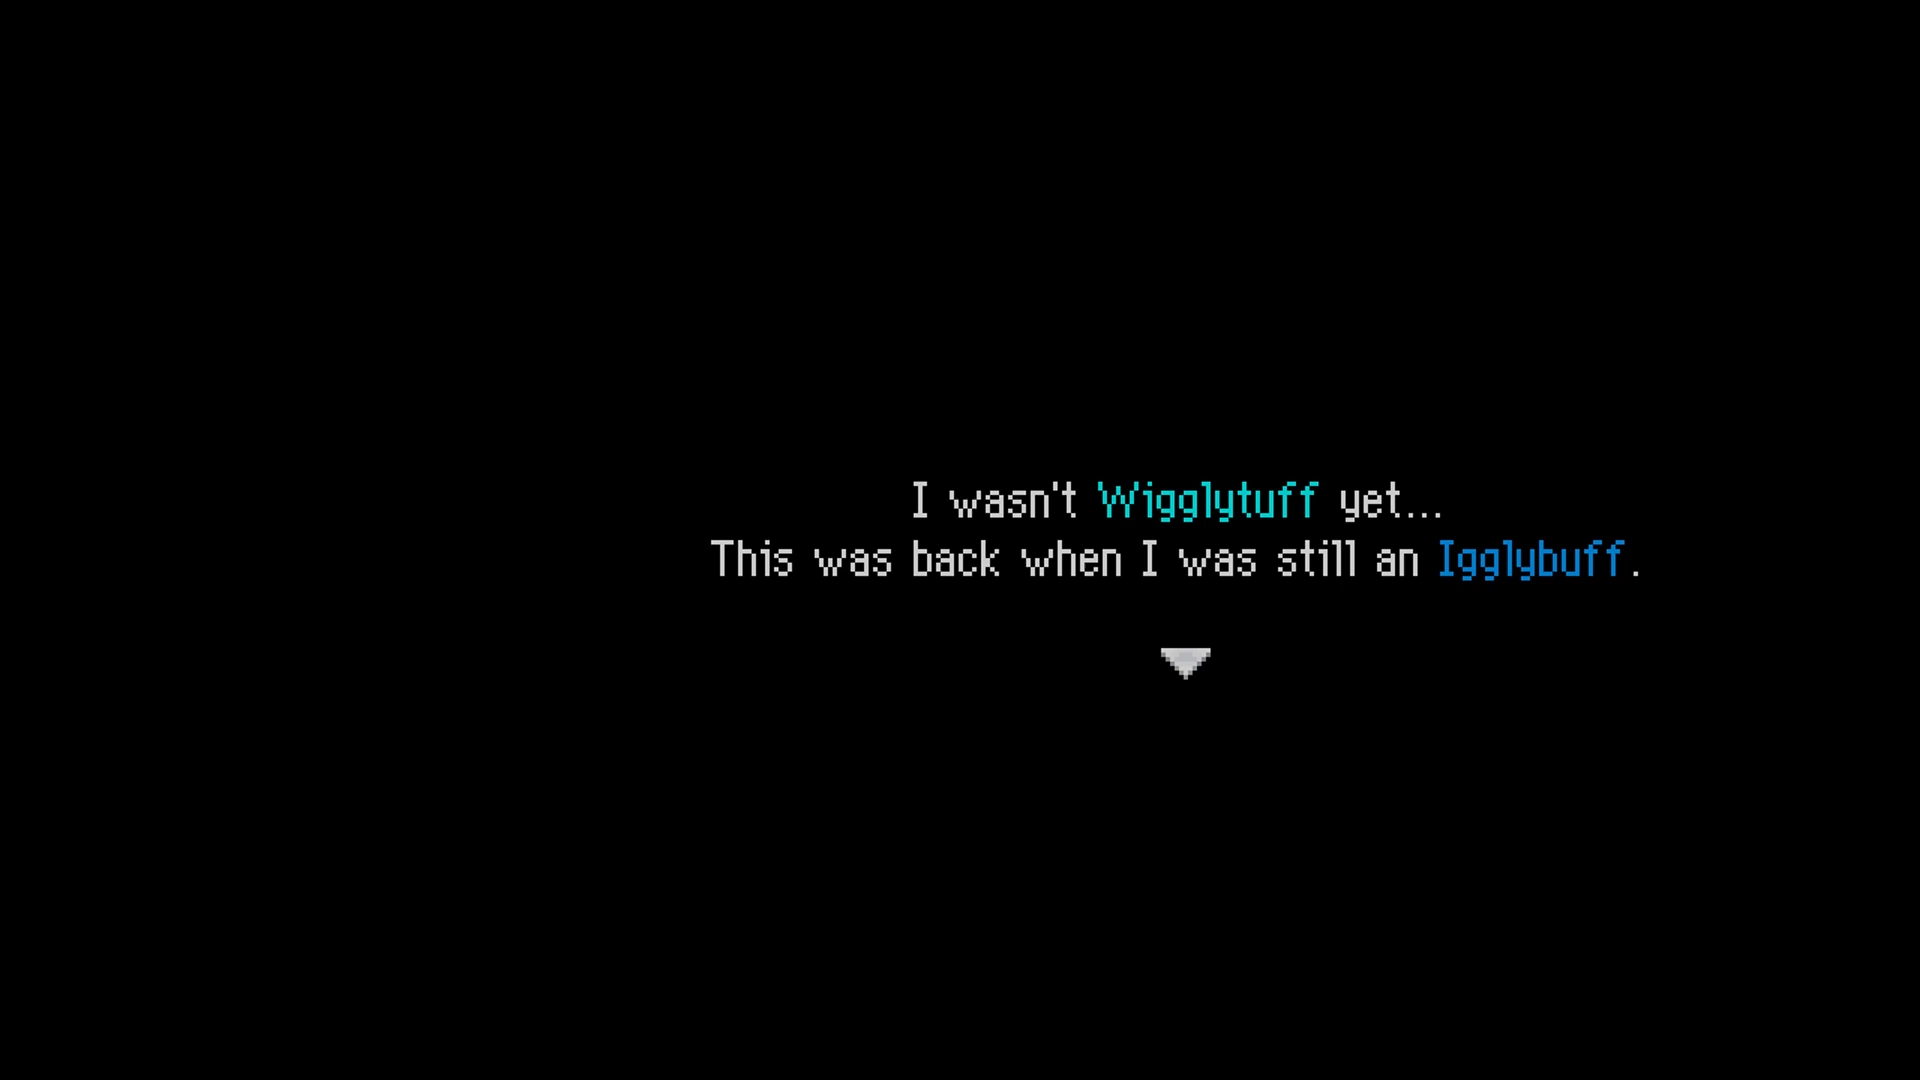 I wasn't Wigglytuff yet...
This was back when I was still an Igglybuff.